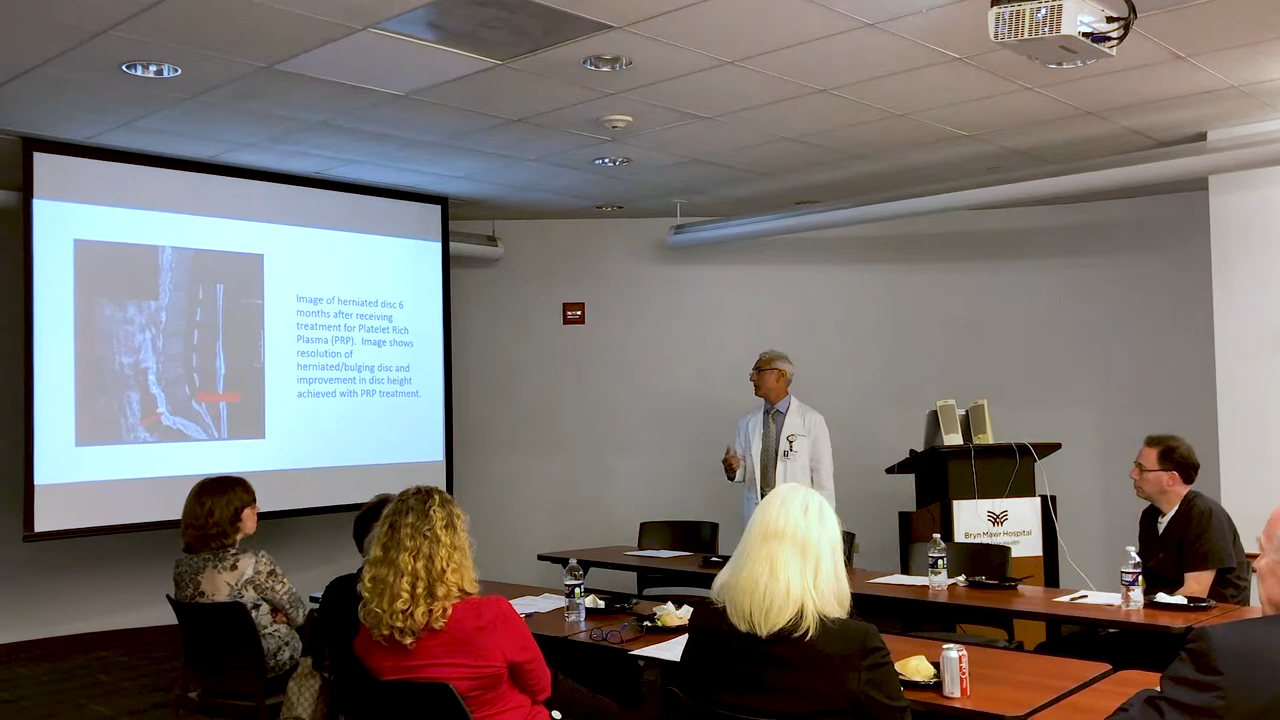 Image of herniated disc 6
months after receiving
treatment for Platelet Rich
Plasma (PRP). Image shows
resolution of
herniated/bulging disc and
improvement in disc height
achieved with PRP treatment.
Bryn Mawr Hospital
Health
Coke